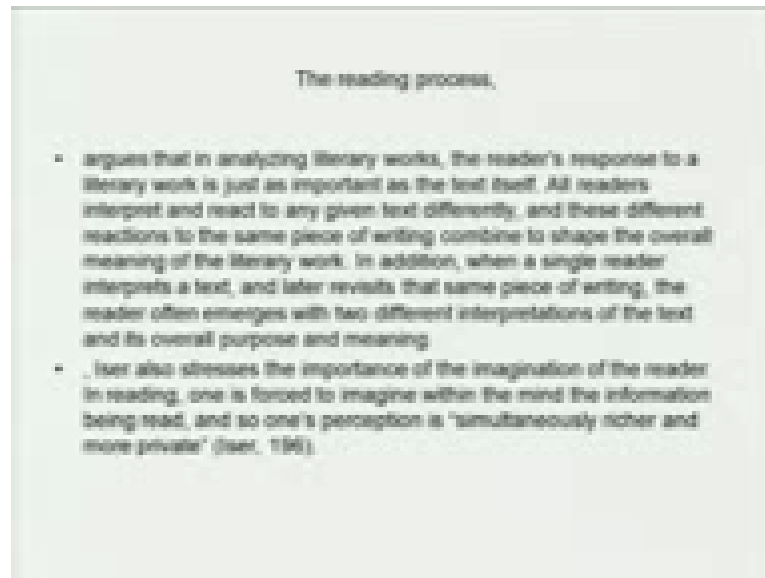 The reading process,
• argues that in analyzing literary works, the reader's response to a
literary work is just as important as the text itself. All readers
interpret and react to any given text differently, and these different
reactions to the same piece of writing combine to shape the overall
meaning of the literary work. In addition, when a single reader
interprets a text, and later revisits that same piece of writing, the
reader often emerges with two different interpretations of the text
and its overall purpose and meaning
• . Iser also stresses the importance of the imagination of the reader.
In reading, one is forced to imagine within the mind the information
being read, and so one's perception is "simultaneously richer and
more private" (Iser, 196).